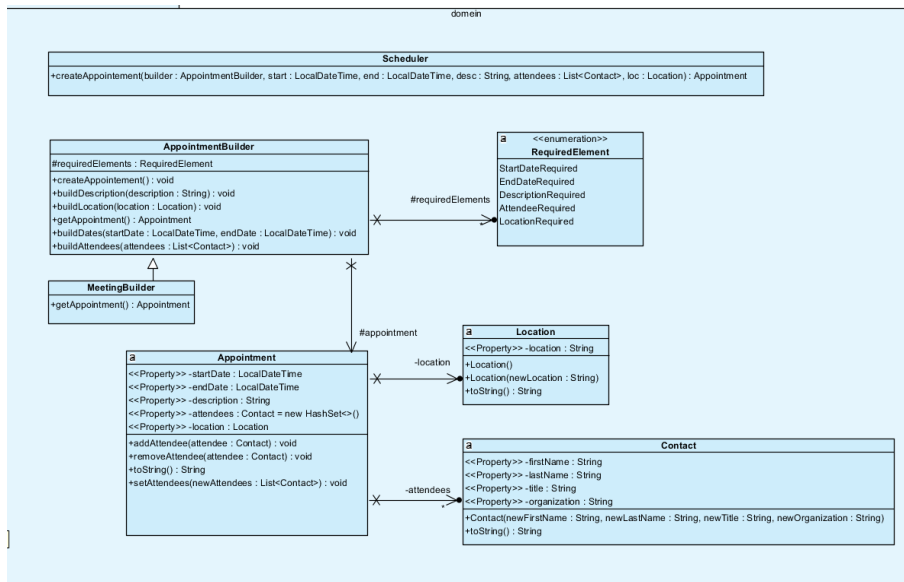 domein
Scheduler
+createAppointement(builder : AppointmentBuilder, start : LocalDateTime, end : LocalDateTime, desc : String, attendees : List<Contact>, loc : Location) : Appointment
AppointmentBuilder
#requiredElements : RequiredElement
+createAppointement() : void
+buildDescription(description : String) : void
+buildLocation(location : Location) : void
+getAppointment() : Appointment
+buildDates(startDate : LocalDateTime, endDate : LocalDateTime) : void
+buildAttendees(attendees : List<Contact>) : void
#requiredElements
*
a
<<enumeration>>
RequiredElement
StartDateRequired
EndDateRequired
DescriptionRequired
AttendeeRequired
LocationRequired
MeetingBuilder
+getAppointment() : Appointment
#appointment
a
Appointment
<<Property>> -startDate : LocalDateTime
<<Property>> -endDate : LocalDateTime
<<Property>> -description : String
<<Property>> -attendees : Contact = new HashSet<>()
<<Property>> -location : Location
+addAttendee(attendee : Contact) : void
+removeAttendee(attendee : Contact) : void
+toString() : String
+setAttendees(newAttendees : List<Contact>) : void
-location
a
Location
<<Property>> -location : String
+Location()
+Location(newLocation : String)
+toString() : String
-attendees
*
a
Contact
<<Property>> -firstName : String
<<Property>> -lastName : String
<<Property>> -title : String
<<Property>> -organization : String
+Contact(newFirstName : String, newLastName : String, newTitle : String, newOrganization : String)
+toString() : String